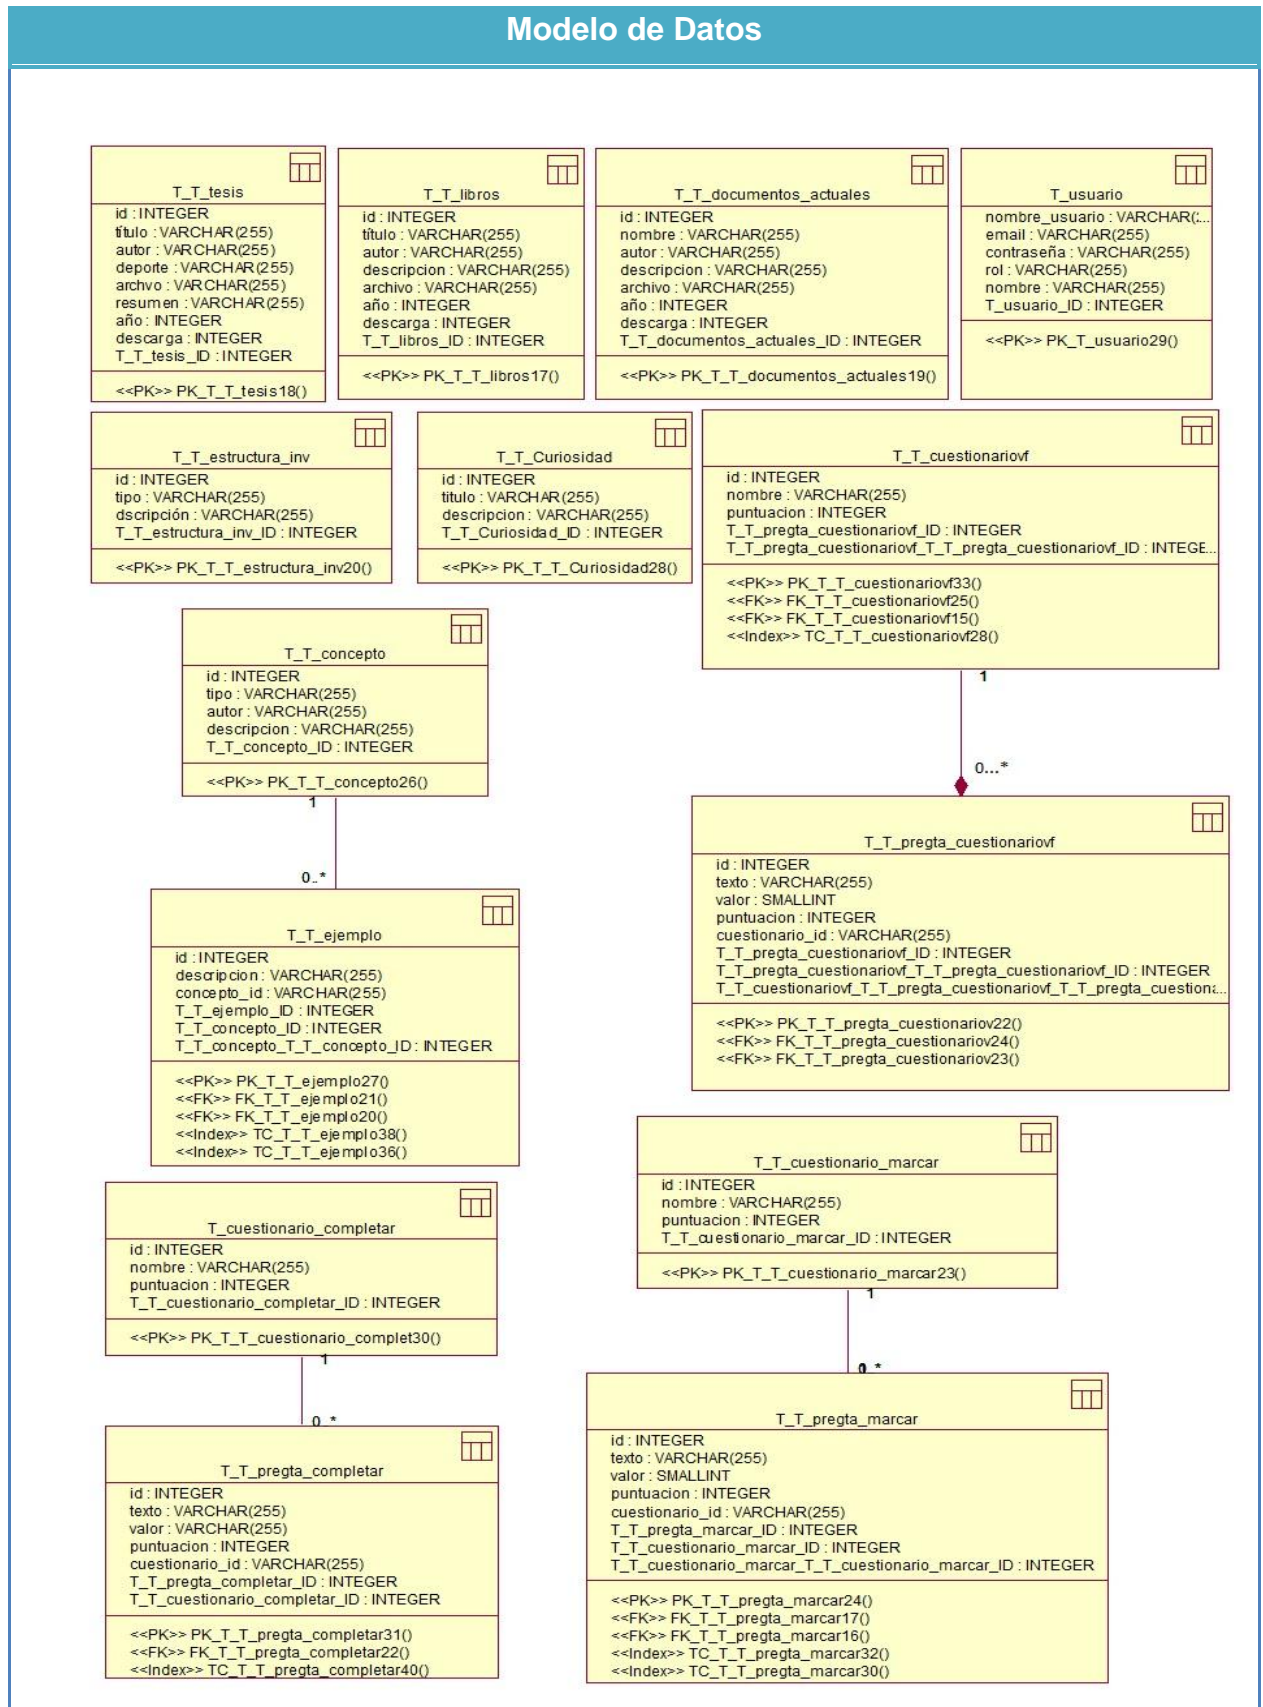 Modelo de Datos
T_T_tesis
id : INTEGER
título : VARCHAR(255)
autor : VARCHAR(255)
deporte : VARCHAR(255)
archvo : VARCHAR(255)
resumen : VARCHAR(255)
año : INTEGER
descarga : INTEGER
T_T_tesis_ID : INTEGER
<<PK>> PK_T_T_tesis18()
T_T_libros
id : INTEGER
título : VARCHAR(255)
autor : VARCHAR(255)
descripcion : VARCHAR(255)
archivo : VARCHAR(255)
año : INTEGER
descarga : INTEGER
T_T_libros_ID : INTEGER
<<PK>> PK_T_T_libros17()
T_T_documentos_actuales
id : INTEGER
nombre : VARCHAR(255)
autor : VARCHAR(255)
descripcion : VARCHAR(255)
archivo : VARCHAR(255)
año : INTEGER
descarga : INTEGER
T_T_documentos_actuales_ID : INTEGER
<<PK>> PK_T_T_documentos_actuales19()
T_usuario
nombre_usuario : VARCHAR(2...
email : VARCHAR(255)
contraseña : VARCHAR(255)
rol : VARCHAR(255)
nombre : VARCHAR(255)
T_usuario_ID : INTEGER
<<PK>> PK_T_usuario29()
T_T_estructura_inv
id : INTEGER
tipo : VARCHAR(255)
dscripción : VARCHAR(255)
T_T_estructura_inv_ID : INTEGER
<<PK>> PK_T_T_estructura_inv20()
T_T_Curiosidad
id : INTEGER
titulo : VARCHAR(255)
descripcion : VARCHAR(255)
T_T_Curiosidad_ID : INTEGER
<<PK>> PK_T_T_Curiosidad28()
T_T_cuestionariovf
id : INTEGER
nombre : VARCHAR(255)
puntuacion : INTEGER
T_T_pregta_cuestionariovf_ID : INTEGER
T_T_pregta_cuestionariovf_T_T_pregta_cuestionariovf_ID : INTEGE...
<<PK>> PK_T_T_cuestionariovf33()
<<FK>> FK_T_T_cuestionariovf25()
<<FK>> FK_T_T_cuestionariovf15()
<<Index>> TC_T_T_cuestionariovf28()
1
0...*
T_T_concepto
id : INTEGER
tipo : VARCHAR(255)
autor : VARCHAR(255)
descripcion : VARCHAR(255)
T_T_concepto_ID : INTEGER
<<PK>> PK_T_T_concepto26()
1
0..*
T_T_pregta_cuestionariovf
id : INTEGER
texto : VARCHAR(255)
valor : SMALLINT
puntuacion : INTEGER
cuestionario_id : VARCHAR(255)
T_T_pregta_cuestionariovf_ID : INTEGER
T_T_pregta_cuestionariovf_T_T_pregta_cuestionariovf_ID : INTEGER
T_T_cuestionariovf_T_T_pregta_cuestionariovf_T_T_pregta_cuestiona...
<<PK>> PK_T_T_pregta_cuestionariov22()
<<FK>> FK_T_T_pregta_cuestionariov24()
<<FK>> FK_T_T_pregta_cuestionariov23()
T_T_ejemplo
id : INTEGER
descripcion : VARCHAR(255)
concepto_id : VARCHAR(255)
T_T_ejemplo_ID : INTEGER
T_T_concepto_ID : INTEGER
T_T_concepto_T_T_concepto_ID : INTEGER
<<PK>> PK_T_T_ejemplo27()
<<FK>> FK_T_T_ejemplo21()
<<FK>> FK_T_T_ejemplo20()
<<Index>> TC_T_T_ejemplo38()
<<Index>> TC_T_T_ejemplo36()
T_T_cuestionario_marcar
id : INTEGER
nombre : VARCHAR(255)
puntuacion : INTEGER
T_T_cuestionario_marcar_ID : INTEGER
<<PK>> PK_T_T_cuestionario_marcar23()
1
T_cuestionario_completar
id : INTEGER
nombre : VARCHAR(255)
puntuacion : INTEGER
T_T_cuestionario_completar_ID : INTEGER
<<PK>> PK_T_T_cuestionario_complet30()
1
0..*
T_T_pregta_marcar
id : INTEGER
texto : VARCHAR(255)
valor : SMALLINT
puntuacion : INTEGER
cuestionario_id : VARCHAR(255)
T_T_pregta_marcar_ID : INTEGER
T_T_cuestionario_marcar_ID : INTEGER
T_T_cuestionario_marcar_T_T_cuestionario_marcar_ID : INTEGER
<<PK>> PK_T_T_pregta_marcar24()
<<FK>> FK_T_T_pregta_marcar17()
<<FK>> FK_T_T_pregta_marcar16()
<<Index>> TC_T_T_pregta_marcar32()
<<Index>> TC_T_T_pregta_marcar30()
T_T_pregta_completar
id : INTEGER
texto : VARCHAR(255)
valor : VARCHAR(255)
puntuacion : INTEGER
cuestionario_id : VARCHAR(255)
T_T_pregta_completar_ID : INTEGER
T_T_cuestionario_completar_ID : INTEGER
<<PK>> PK_T_T_pregta_completar31()
<<FK>> FK_T_T_pregta_completar22()
<<Index>> TC_T_T_pregta_completar40()